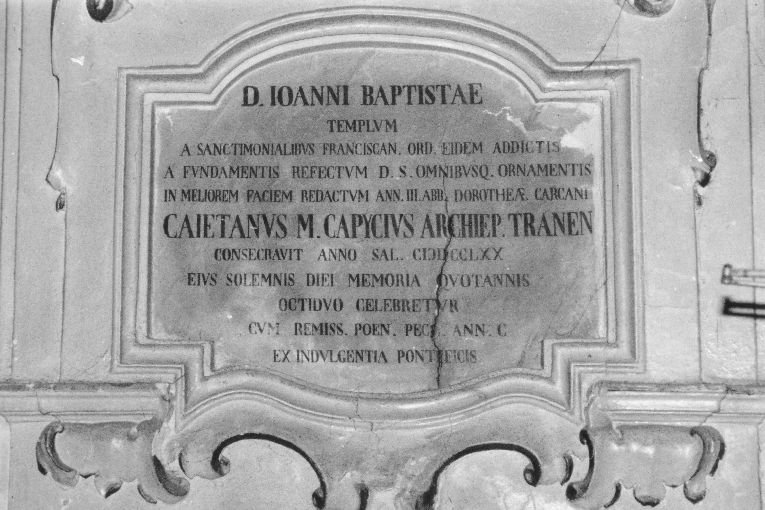 D. IOANNI BAPTISTAE
TEMPLVM
A SANCTIMONIALIBVS FRANCISCAN. ORD. EIDEM ADDICTIS
A FVNDAMENTIS REFECTVM D. S. OMNIBVSQ. ORNAMENTIS
IN MELIOREM FACIEM REDACTVM ANN. III. ABB. DOROTHEÆ CARCANI
CAIETANVS M. CAPYCIVS ARCHIEP. TRANEN
CONSECRAVIT ANNO SAL. CIↃIↃCCLXX
EIVS SOLEMNIS DIEI MEMORIA QVOTANNIS
OCTIDVO CELEBRETVR
CVM REMISS. POEN. PECC. ANN. C
EX INDVLGENTIA PONTIFICIS